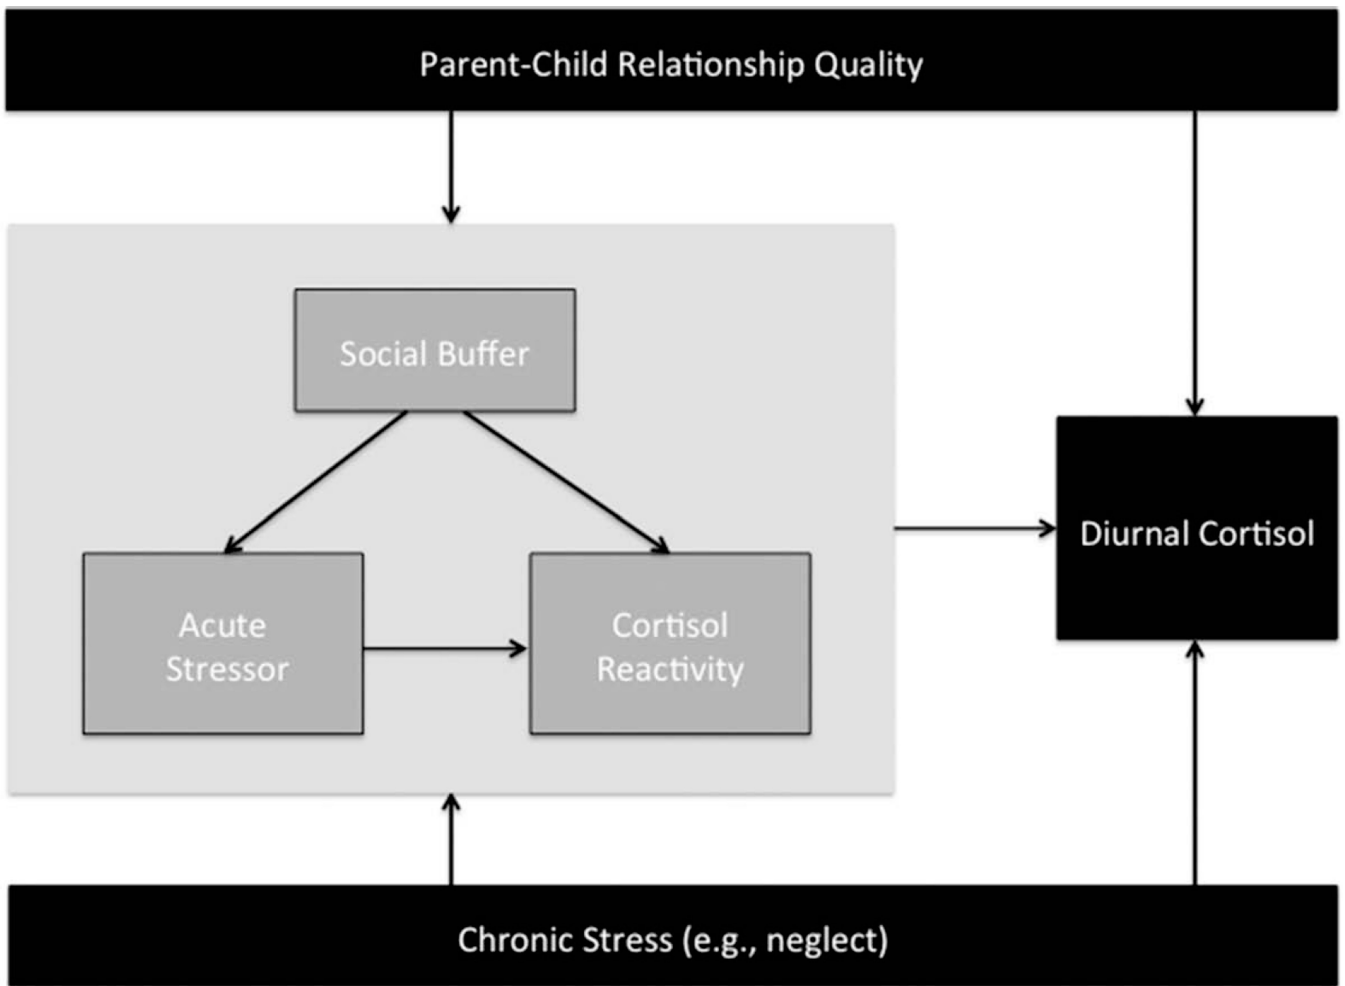 Parent-Child Relationship Quality
Social Buffer
Acute
Stressor
Cortisol
Reactivity
Diurnal Cortisol
Chronic Stress (e.g., neglect)